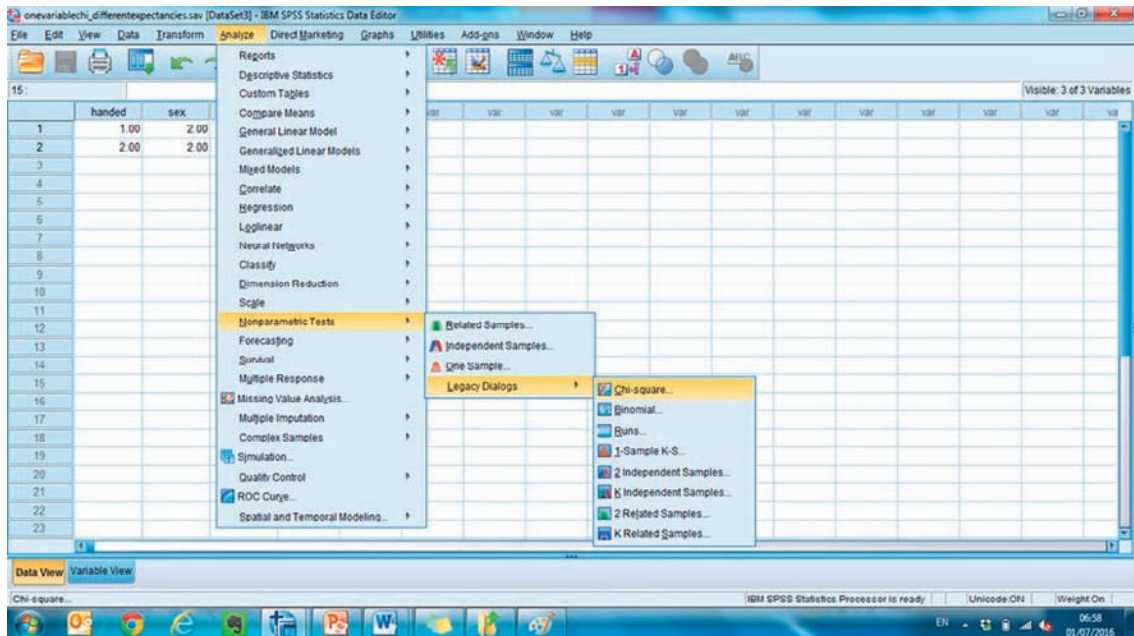 onevariablechi_differentexpectancies.sav [DataSet3] - IBM SPSS Statistics Data Editor
File Edit View Data Transform Analyze Direct Marketing Graphs Utilities Add-ons Window Help
15 :
Visible: 3 of 3 Variables
handed sex var var var var var var var var var var va
1 1.00 2.00
2 2.00 2.00
3
4
5
6
7
8
9
10
11
12
13
14
15
16
17
18
19
20
21
22
23
Reports
Descriptive Statistics
Custom Tables
Compare Means
General Linear Model
Generalized Linear Models
Mixed Models
Correlate
Regression
Loglinear
Neural Networks
Classify
Dimension Reduction
Scale
Nonparametric Tests
Forecasting
Survival
Multiple Response
Missing Value Analysis...
Multiple Imputation
Complex Samples
Simulation...
Quality Control
ROC Curve...
Spatial and Temporal Modeling...
Related Samples...
Independent Samples...
One Sample...
Legacy Dialogs
Chi-square...
Binomial...
Runs...
1-Sample K-S...
2 Independent Samples...
K Independent Samples...
2 Related Samples...
K Related Samples...
Data View Variable View
Chi-square... IBM SPSS Statistics Processor is ready Unicode:ON Weight On
EN 06:58
01/07/2016